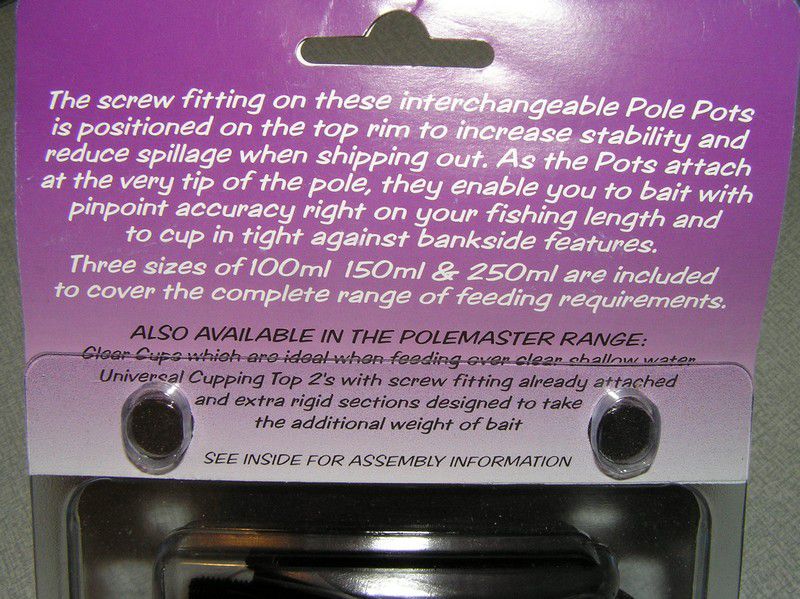 The screw fitting on these interchangeable Pole Pots
is positioned on the top rim to increase stability and
reduce spillage when shipping out. As the Pots attach
at the very tip of the pole, they enable you to bait with
pinpoint accuracy right on your fishing length and
to cup in tight against bankside features.
Three sizes of 100ml 150ml & 250ml are included
to cover the complete range of feeding requirements.
ALSO AVAILABLE IN THE POLEMASTER RANGE:
Clear Cups which are ideal when feeding over clear shallow water
Universal Cupping Top 2's with screw fitting already attached
and extra rigid sections designed to take
the additional weight of bait
SEE INSIDE FOR ASSEMBLY INFORMATION